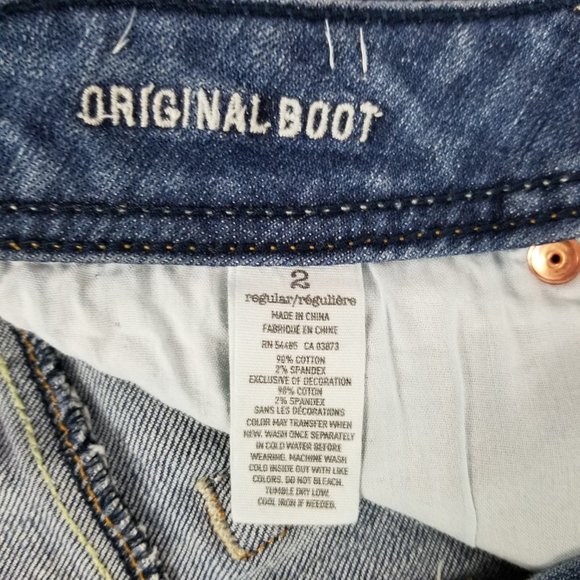 ORIGINAL BOOT
2
regular/régulière
MADE IN CHINA
FABRIQUÉ EN CHINE
RN 54485 CA 03873
98% COTTON
2% SPANDEX
EXCLUSIVE OF DECORATION
98% COTON
2% SPANDEX
SANS LES DÉCORATIONS
COLOR MAY TRANSFER WHEN
NEW. WASH ONCE SEPARATELY
IN COLD WATER BEFORE
WEARING. MACHINE WASH
COLD INSIDE OUT WITH LIKE
COLORS. DO NOT BLEACH.
TUMBLE DRY LOW.
COOL IRON IF NEEDED.